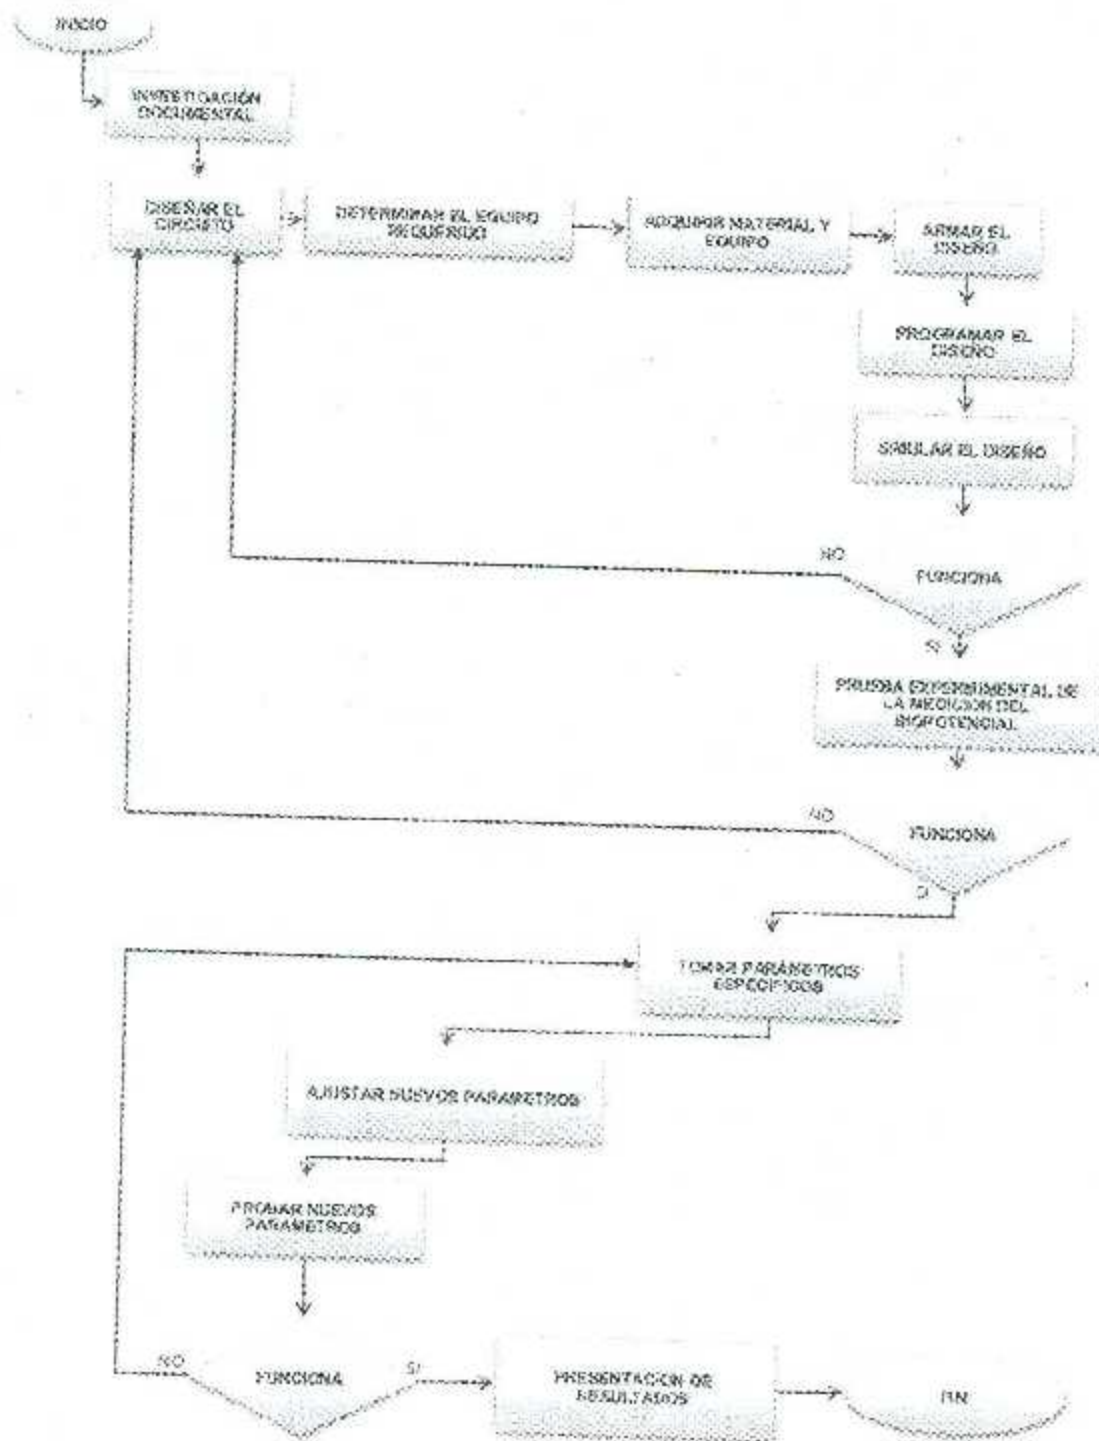 INICIO
INVESTIGACIÓN
DOCUMENTAL
DISEÑAR EL
CIRCUITO
DETERMINAR EL EQUIPO
REQUERIDO
ADQUIRIR MATERIAL Y
EQUIPO
ARMAR EL
DISEÑO
PROGRAMAR EL
DISEÑO
SIMULAR EL DISEÑO
NO
FUNCIONA
SI
PRUEBA EXPERIMENTAL DE
LA MEDICION DEL
BIOPOTENCIAL
NO
FUNCIONA
SI
TOMAR PARÁMETROS
ESPECIFICOS
AJUSTAR NUEVOS PARAMETROS
PROBAR NUEVOS
PARAMETROS
NO
FUNCIONA
SI
PRESENTACION DE
RESULTADOS
FIN